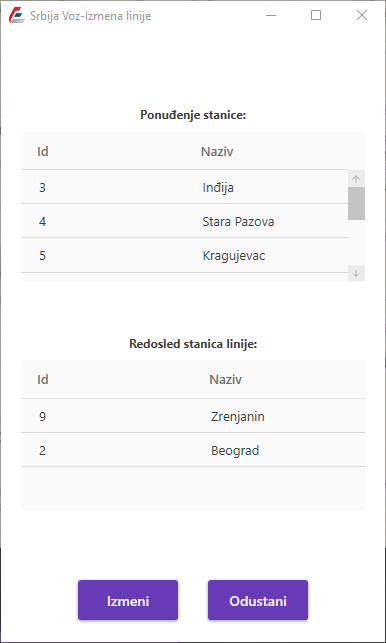 Srbija Voz-Izmena linije
Ponuđenje stanice:
Id Naziv
3 Inđija
4 Stara Pazova
5 Kragujevac
Redosled stanica linije:
Id Naziv
9 Zrenjanin
2 Beograd
Izmeni Odustani